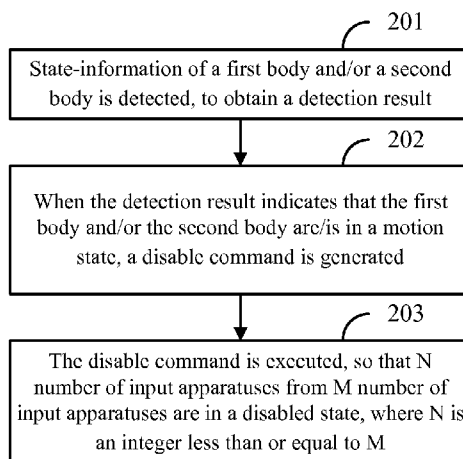 201
State-information of a first body and/or a second
body is detected, to obtain a detection result
202
When the detection result indicates that the first
body and/or the second body are/is in a motion
state, a disable command is generated
203
The disable command is executed, so that N
number of input apparatuses from M number of
input apparatuses are in a disabled state, where N is
an integer less than or equal to M